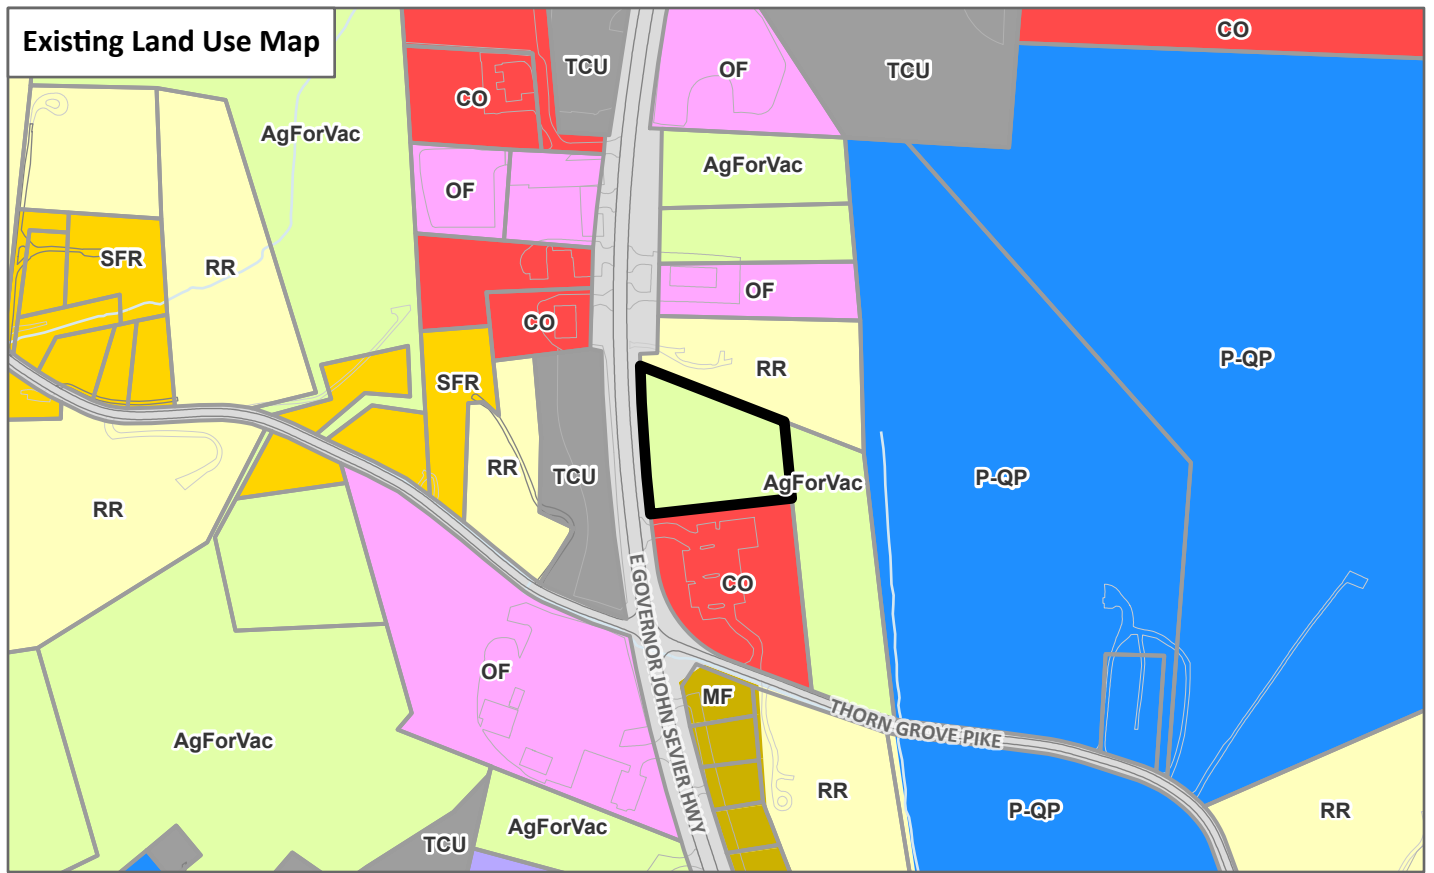 Existing Land Use Map
CO
TCU
OF
TCU
CO
AgForVac
AgForVac
OF
SFR
RR
OF
CO
P-QP
RR
SFR
RR
TCU
AgForVac
P-QP
RR
CO
E GOVERNOR JOHN SEVIER HWY
OF
MF
THORN GROVE PIKE
AgForVac
RR
P-QP
RR
AgForVac
TCU